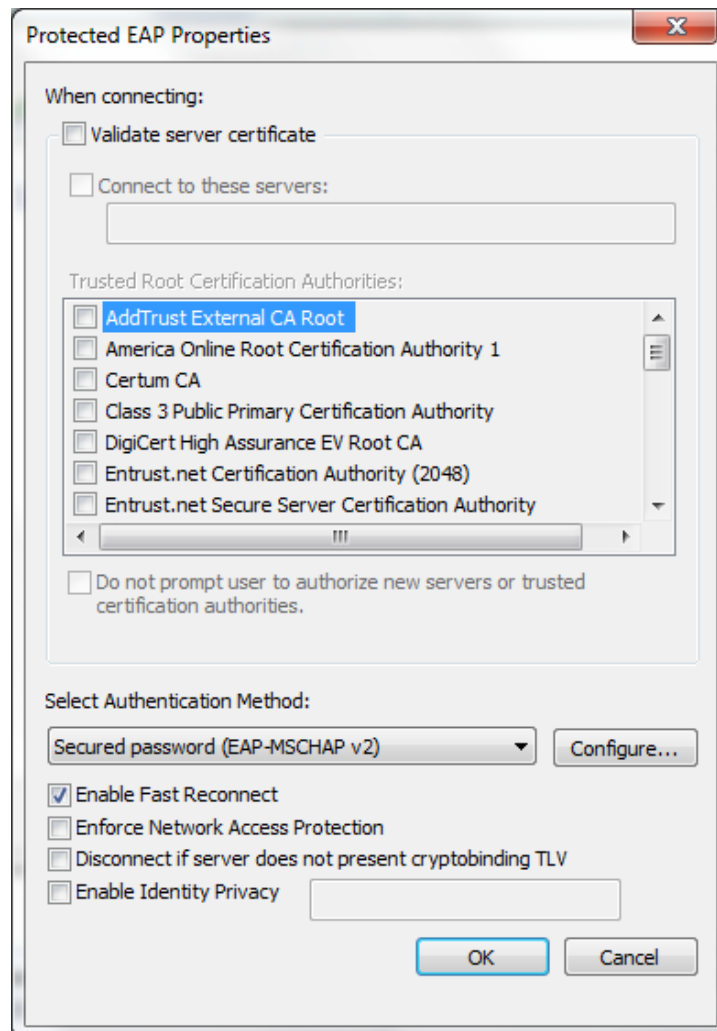 Protected EAP Properties
When connecting:
Validate server certificate
Connect to these servers:
Trusted Root Certification Authorities:
AddTrust External CA Root
America Online Root Certification Authority 1
Certum CA
Class 3 Public Primary Certification Authority
DigiCert High Assurance EV Root CA
Entrust.net Certification Authority (2048)
Entrust.net Secure Server Certification Authority
Do not prompt user to authorize new servers or trusted
certification authorities.
Select Authentication Method:
Secured password (EAP-MSCHAP v2)
Configure...
Enable Fast Reconnect
Enforce Network Access Protection
Disconnect if server does not present cryptobinding TLV
Enable Identity Privacy
OK
Cancel